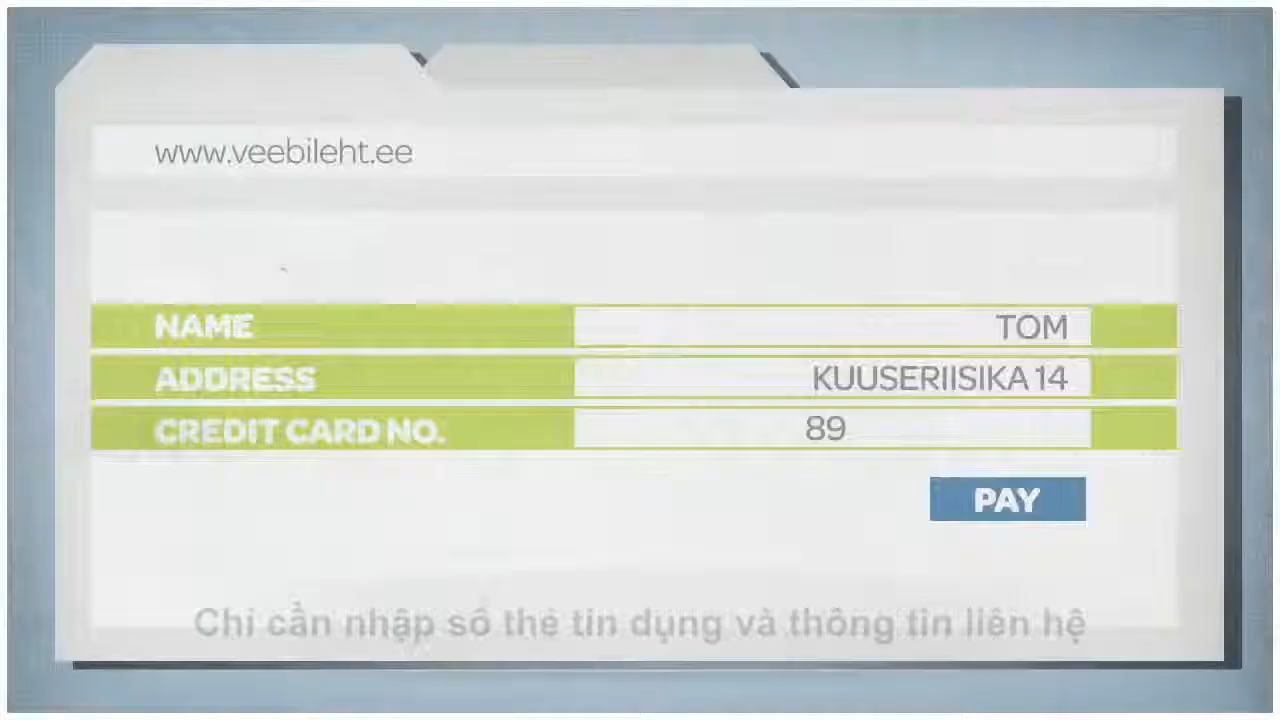 www.veebileht.ee
NAME TOM
ADDRESS KUUSERIISIKA 14
CREDIT CARD NO. 89
PAY
Chỉ cần nhập số thẻ tín dụng và thông tin liên hệ